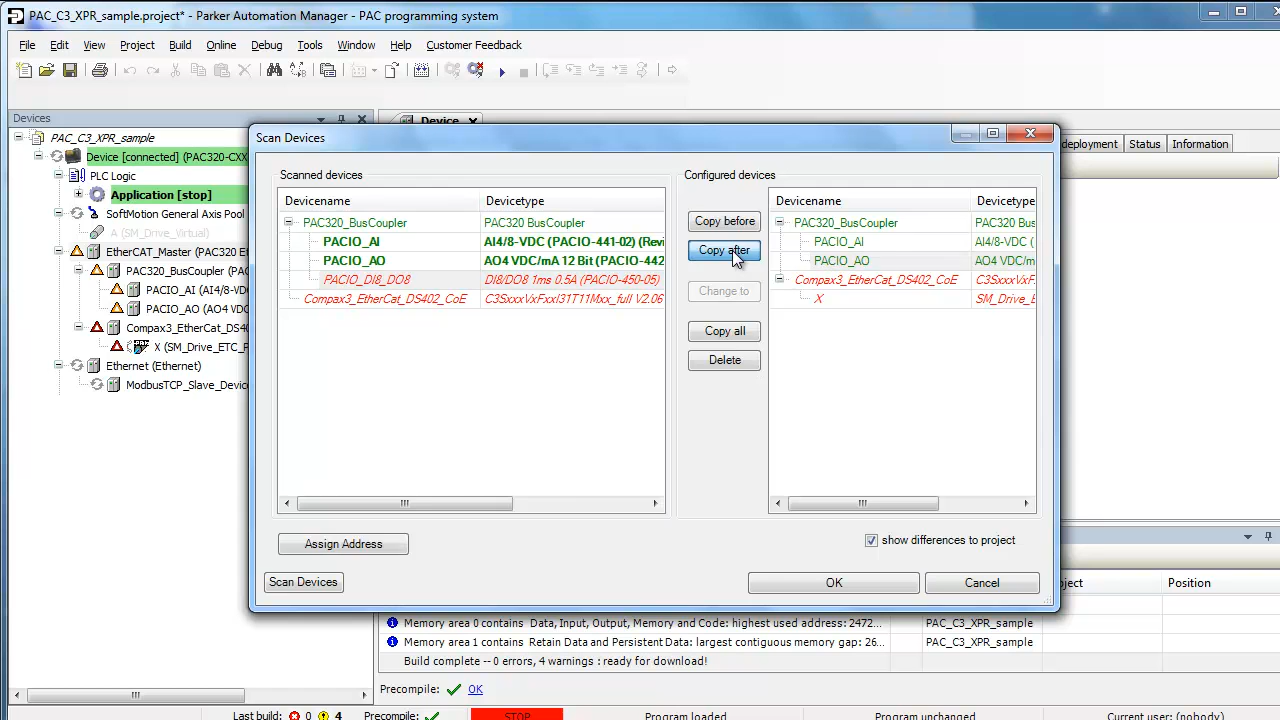 PAC_C3_XPR_sample.project* - Parker Automation Manager - PAC programming system
File Edit View Project Build Online Debug Tools Window Help Customer Feedback
Devices
PAC_C3_XPR_sample
Device [connected] (PAC320-CXX
PLC Logic
Application [stop]
SoftMotion General Axis Pool
A (SM_Drive_Virtual)
EtherCAT_Master (PAC320 Et
PAC320_BusCoupler (PAC
PACIO_AI (AI4/8-VD
PACIO_AO (AO4 VDC
Compax3_EtherCat_DS40
X (SM_Drive_ETC_P
Ethernet (Ethernet)
ModbusTCP_Slave_Devic
Device
deployment Status Information
Scan Devices
Scanned devices
Devicename Devicetype
PAC320_BusCoupler PAC320 BusCoupler
PACIO_AI AI4/8-VDC (PACIO-441-02) (Revi
PACIO_AO AO4 VDC/mA 12 Bit (PACIO-442
PACIO_DI8_DO8 DI8/DO8 1ms 0.5A (PACIO-450-05)
Compax3_EtherCat_DS402_CoE C3SxxxVxFxxI31T11Mxx_full V2.06
Copy before
Copy after
Change to
Copy all
Delete
Configured devices
Devicename Devicetype
PAC320_BusCoupler PAC320 Bus
PACIO_AI AI4/8-VDC (
PACIO_AO AO4 VDC/m
Compax3_EtherCat_DS402_CoE C3SxxxVxF
X SM_Drive_E
Assign Address
show differences to project
Scan Devices
OK
Cancel
ject Position
Memory area 0 contains Data, Input, Output, Memory and Code: highest used address: 2472... PAC_C3_XPR_sample
Memory area 1 contains Retain Data and Persistent Data: largest contiguous memory gap: 26... PAC_C3_XPR_sample
Build complete -- 0 errors, 4 warnings : ready for download!
Precompile: OK
Last build: 0 4 Precompile: STOP Program loaded Program unchanged Current user: (nobody)